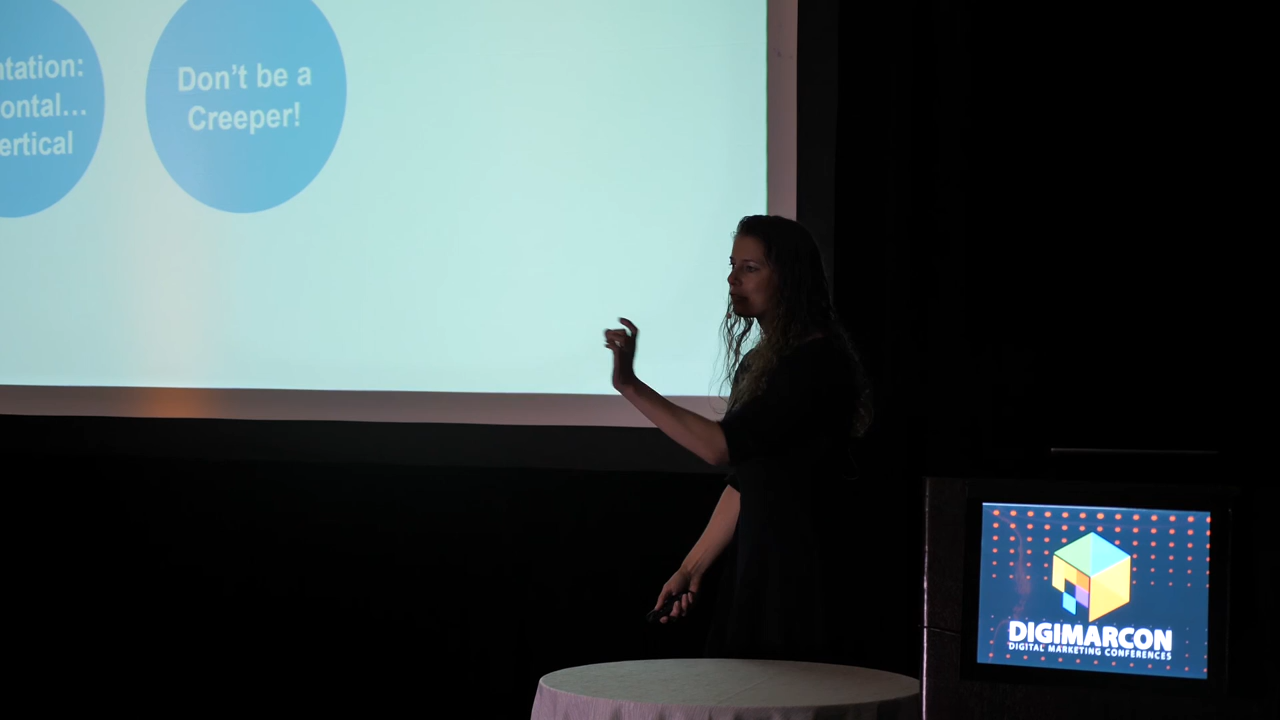 ntation:
ontal...
ertical
Don't be a
Creeper!
DIGIMARCON
DIGITAL MARKETING CONFERENCES